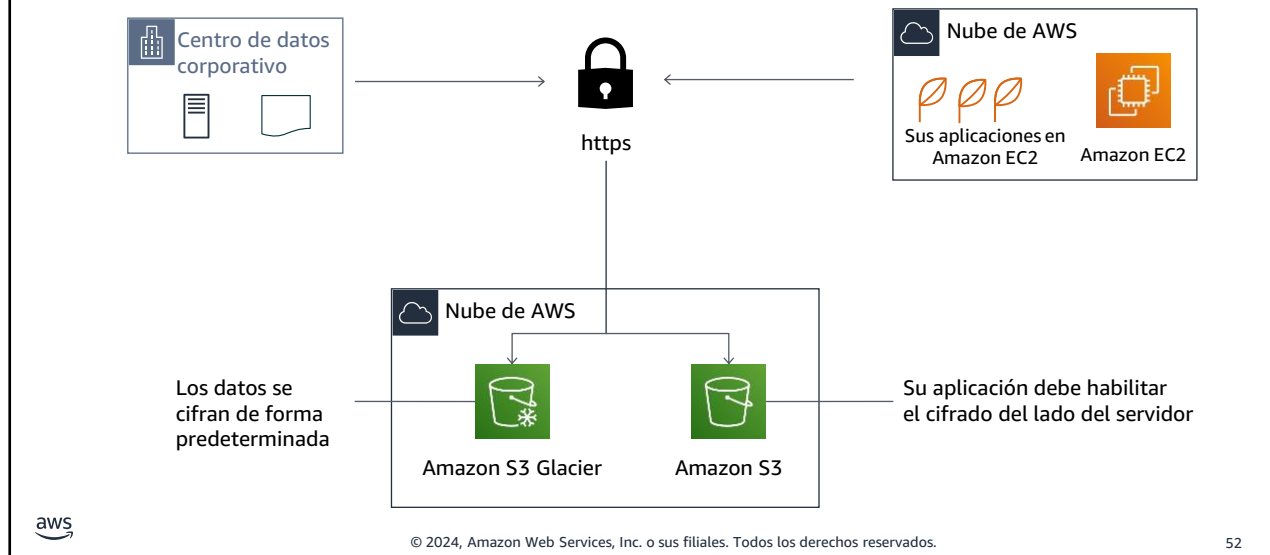 Centro de datos
corporativo
https
Nube de AWS
Sus aplicaciones en
Amazon EC2
Amazon EC2
Nube de AWS
Los datos se
cifran de forma
predeterminada
Amazon S3 Glacier
Amazon S3
Su aplicación debe habilitar
el cifrado del lado del servidor
aws
© 2024, Amazon Web Services, Inc. o sus filiales. Todos los derechos reservados.
52